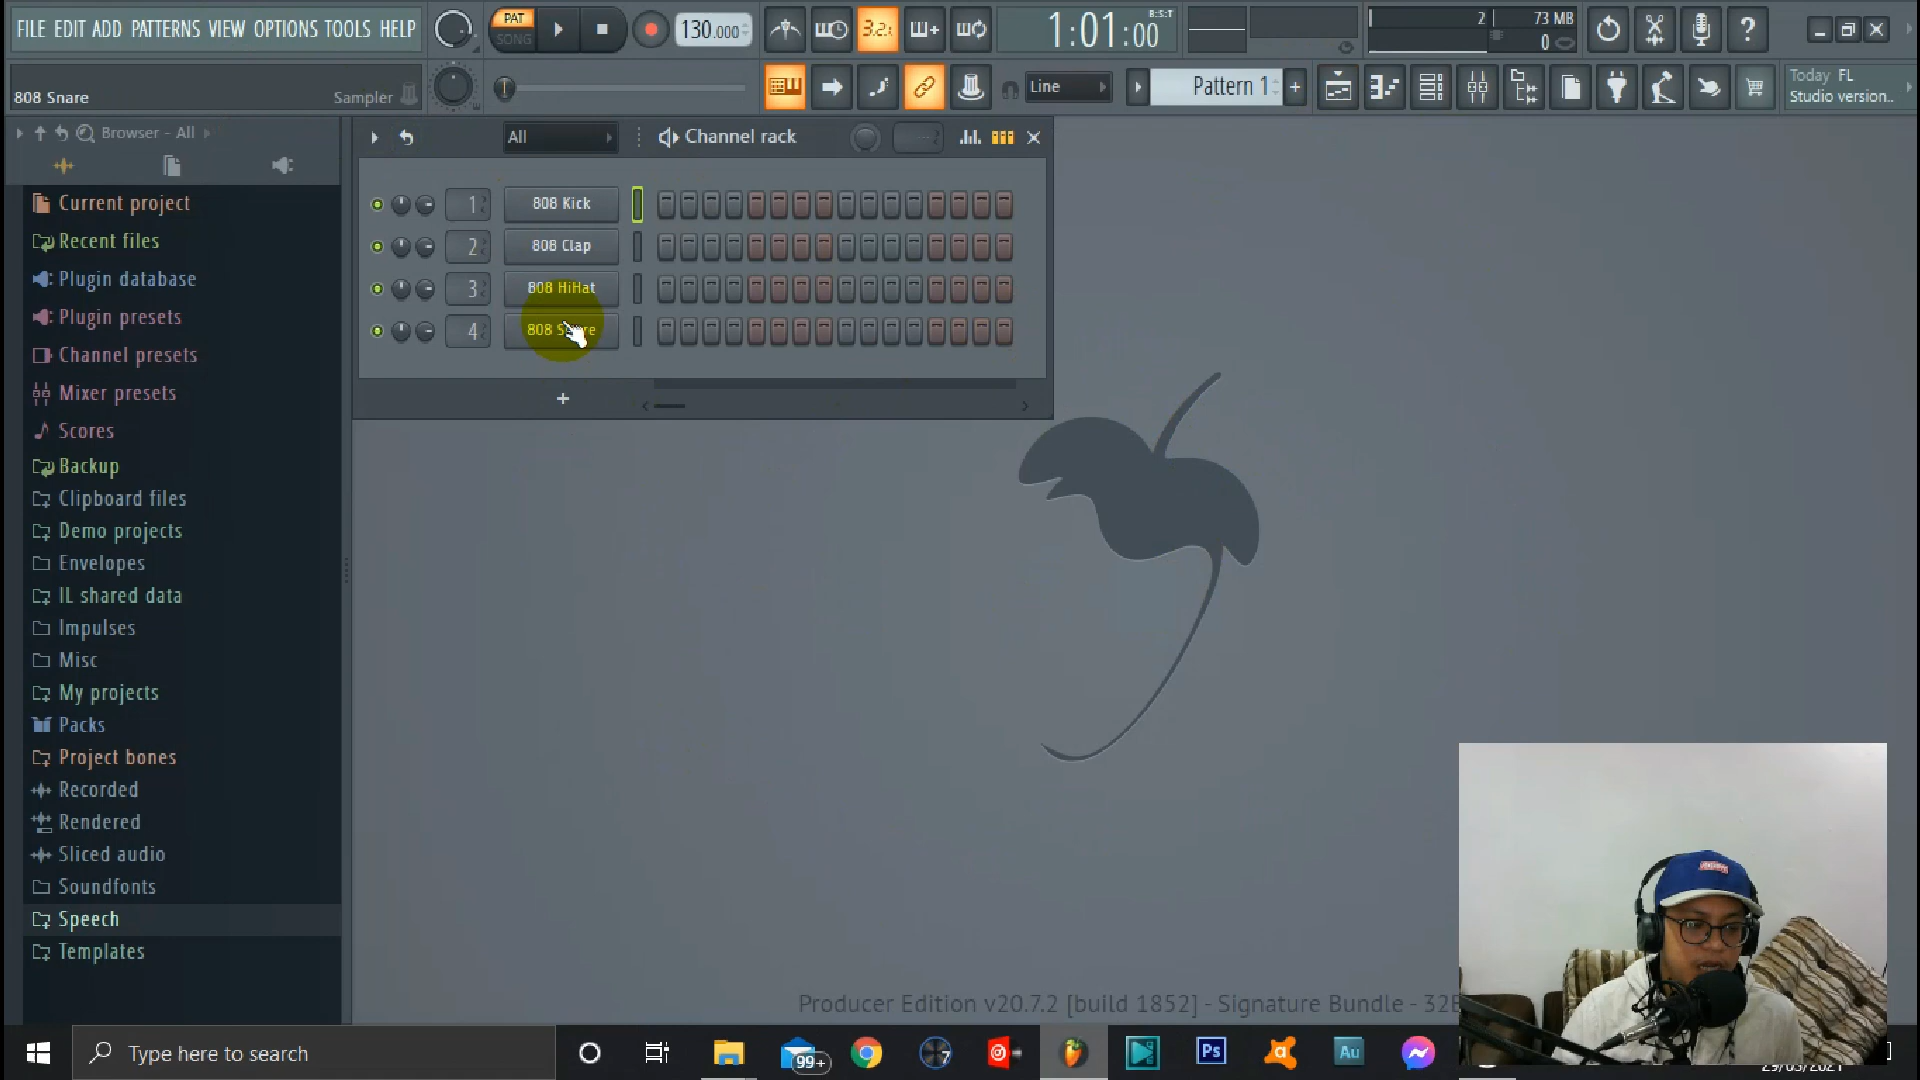 FILE EDIT ADD PATTERNS VIEW OPTIONS TOOLS HELP
PAT
SONG
130.000
3.2.
1:01:00
B:S:T
2
73 MB
0
808 Snare
Sampler
Line
Pattern 1
Today FL
Studio version..
Browser - All
All
Channel rack
Current project
Recent files
Plugin database
Plugin presets
Channel presets
Mixer presets
Scores
Backup
Clipboard files
Demo projects
Envelopes
IL shared data
Impulses
Misc
My projects
Packs
Project bones
Recorded
Rendered
Sliced audio
Soundfonts
Speech
Templates
1 808 Kick
2 808 Clap
3 808 HiHat
4 808 Snare
Producer Edition v20.7.2 [build 1852] - Signature Bundle - 32
Type here to search
99+
7
Ps
Au